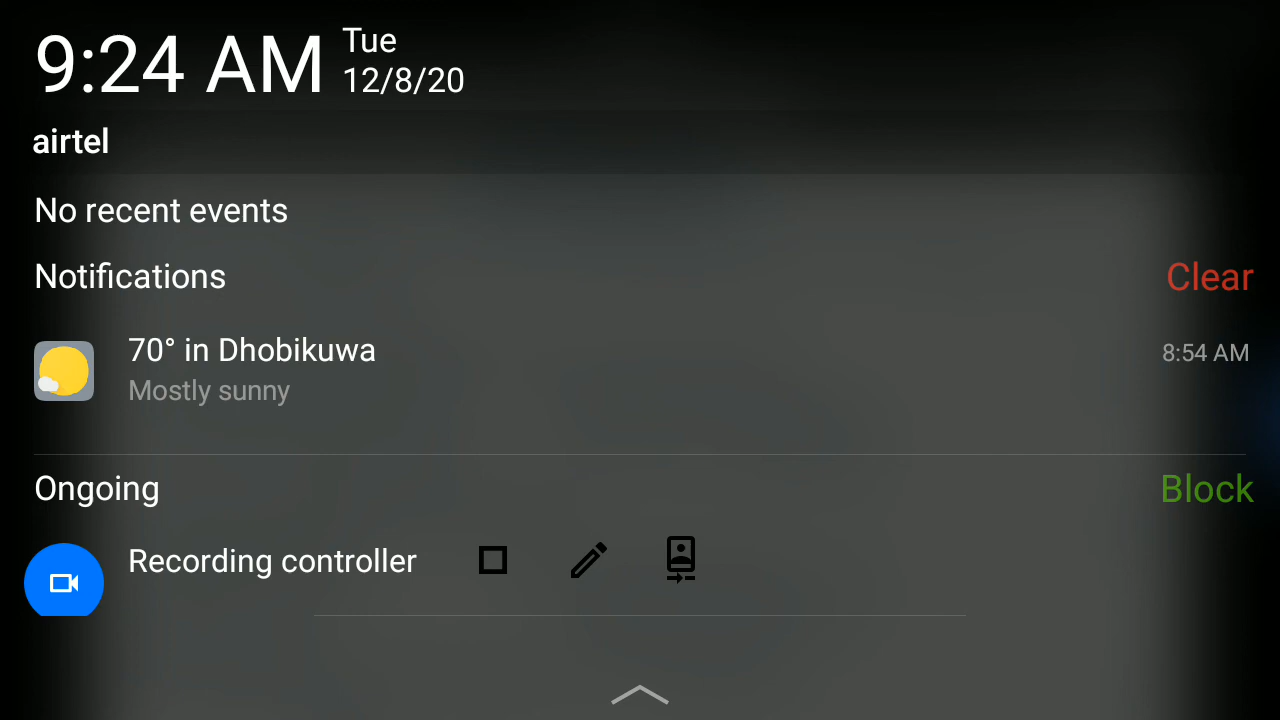 9:24 AM
Tue
12/8/20
airtel
No recent events
Notifications
Clear
70° in Dhobikuwa
8:54 AM
Mostly sunny
Ongoing
Block
Recording controller